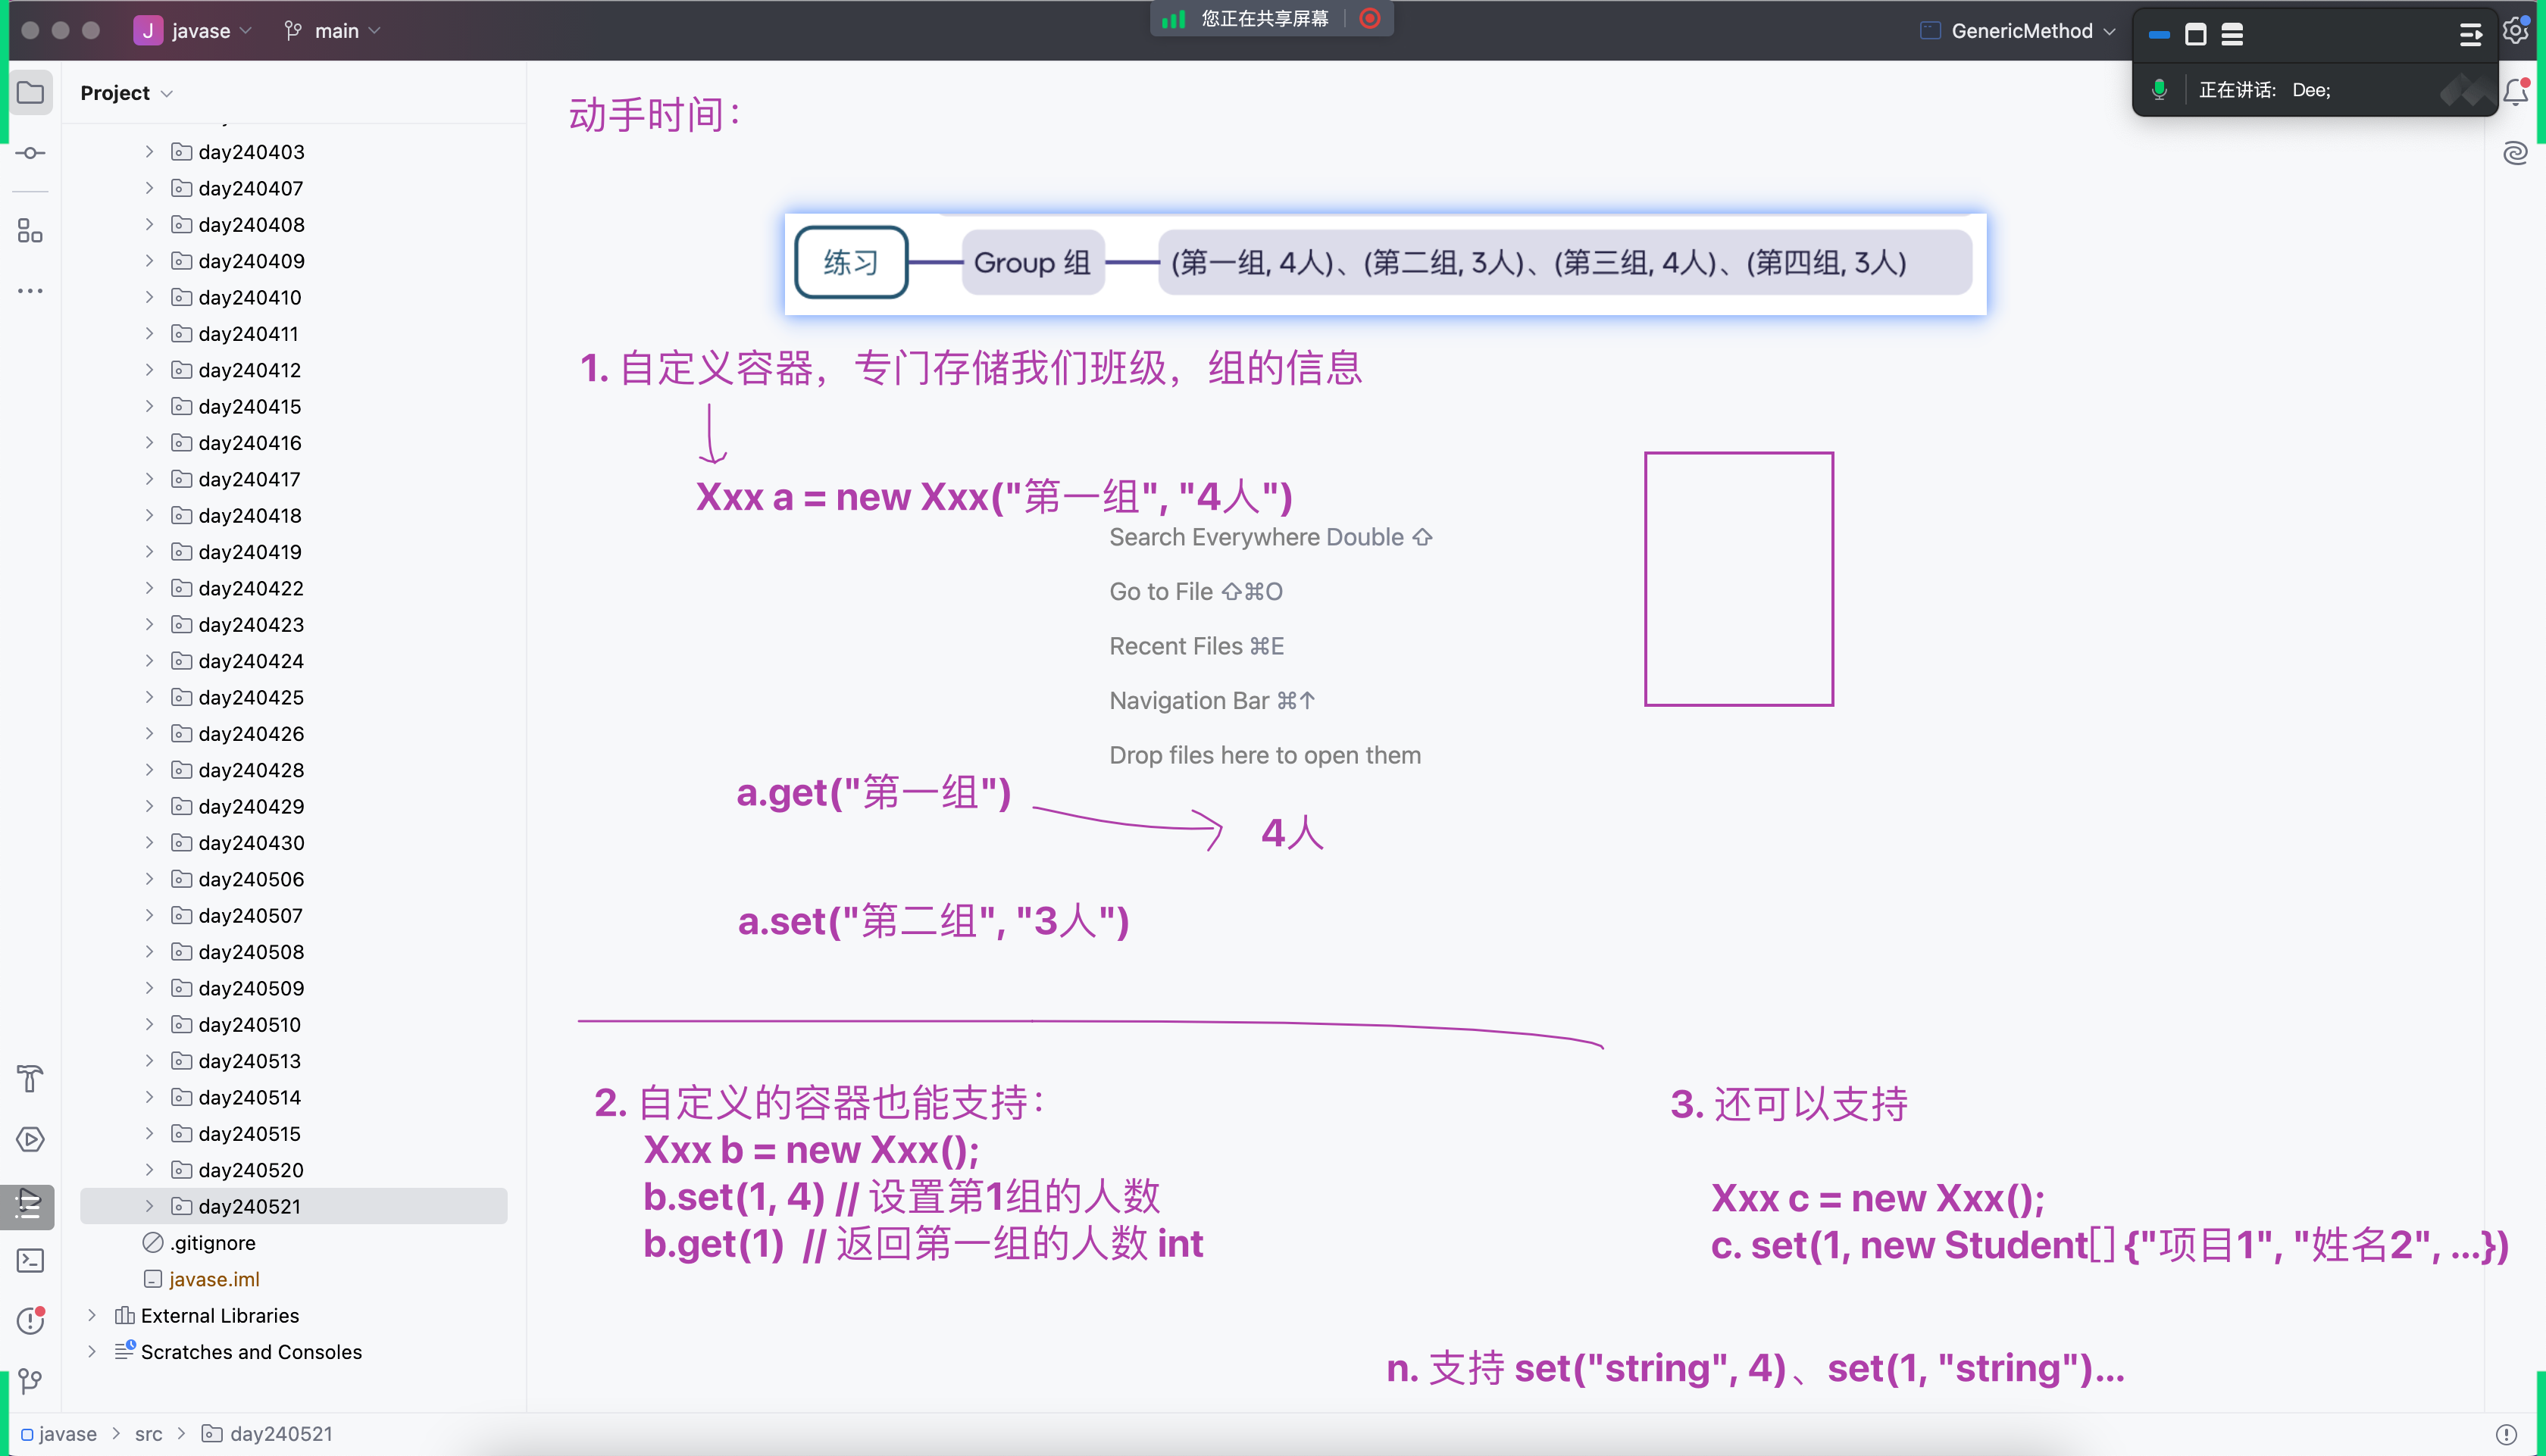 J javase main
您正在共享屏幕
GenericMethod
正在讲话: Dee;
Project
day240403
day240407
day240408
day240409
day240410
day240411
day240412
day240415
day240416
day240417
day240418
day240419
day240422
day240423
day240424
day240425
day240426
day240428
day240429
day240430
day240506
day240507
day240508
day240509
day240510
day240513
day240514
day240515
day240520
day240521
.gitignore
javase.iml
External Libraries
Scratches and Consoles
动手时间：
练习 Group 组 (第一组, 4人)、(第二组, 3人)、(第三组, 4人)、(第四组, 3人)
1. 自定义容器，专门存储我们班级，组的信息
Xxx a = new Xxx("第一组", "4人")
Search Everywhere Double ⇧
Go to File ⇧⌘O
Recent Files ⌘E
Navigation Bar ⌘↑
Drop files here to open them
a.get("第一组")
4人
a.set("第二组", "3人")
2. 自定义的容器也能支持：
Xxx b = new Xxx();
b.set(1, 4) // 设置第1组的人数
b.get(1) // 返回第一组的人数 int
3. 还可以支持
Xxx c = new Xxx();
c. set(1, new Student[] {"项目1", "姓名2", ...})
n. 支持 set("string", 4)、set(1, "string")...
javase > src > day240521